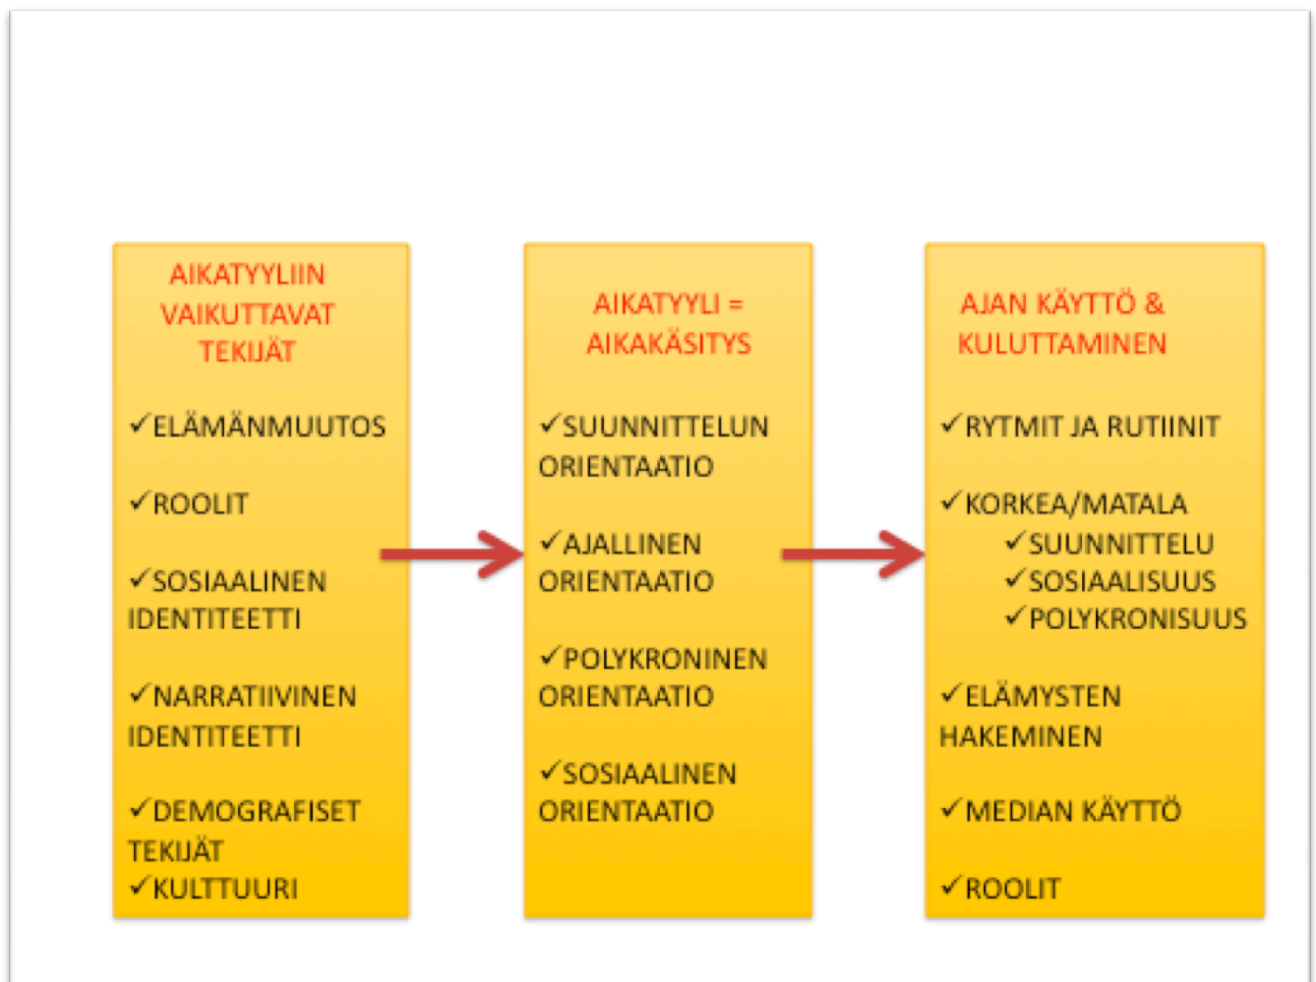 AIKATYYLIIN
VAIKUTTAVAT
TEKIJÄT
✓ELÄMÄNMUUTOS
✓ROOLIT
✓SOSIAALINEN
IDENTITEETTI
✓NARRATIIVINEN
IDENTITEETTI
✓DEMOGRAFISET
TEKIJÄT
✓KULTTUURI
AIKATYYLI =
AIKAKÄSITYS
✓SUUNNITTELUN
ORIENTAATIO
✓AJALLINEN
ORIENTAATIO
✓POLYKRONINEN
ORIENTAATIO
✓SOSIAALINEN
ORIENTAATIO
AJAN KÄYTTÖ &
KULUTTAMINEN
✓RYTMIT JA RUTIINIT
✓KORKEA/MATALA
✓SUUNNITTELU
✓SOSIAALISUUS
✓POLYKRONISUUS
✓ELÄMYSTEN
HAKEMINEN
✓MEDIAN KÄYTTÖ
✓ROOLIT